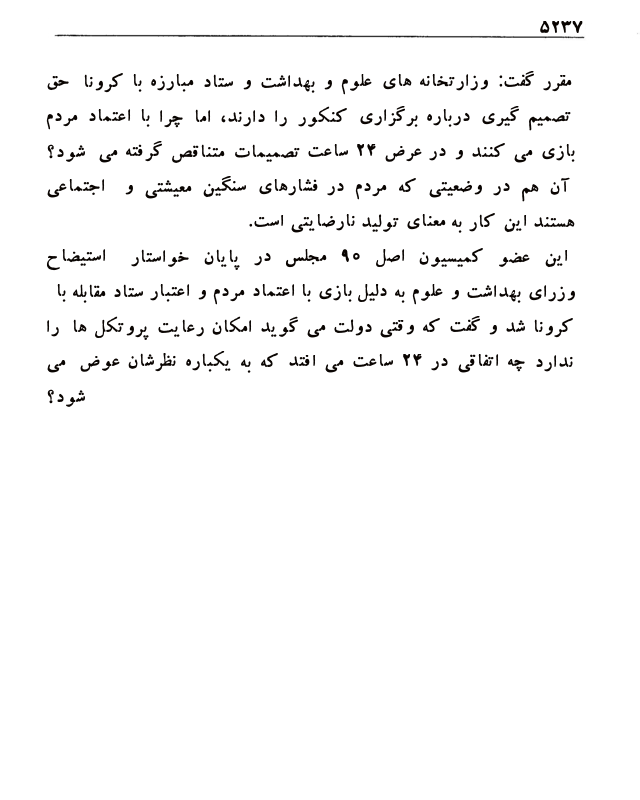 ۵۲۳۷
مقرر گفت: وزارتخانه های علوم و بهداشت و ستاد مبارزه با کرونا حق
تصمیم گیری درباره برگزاری کنکور را دارند، اما چرا با اعتماد مردم
بازی می کنند و در عرض ۲۴ ساعت تصمیمات متناقص گرفته می شود؟
آن هم در وضعیتی که مردم در فشارهای سنگین معیشتی و اجتماعی
هستند این کار به معنای تولید نارضایتی است.
این عضو کمیسیون اصل ۹۰ مجلس در پایان خواستار استیضاح
وزرای بهداشت و علوم به دلیل بازی با اعتماد مردم و اعتبار ستاد مقابله با
کرونا شد و گفت که وقتی دولت می گوید امکان رعایت پروتکل ها را
ندارد چه اتفاقی در ۲۴ ساعت می افتد که به یکباره نظرشان عوض می
شود؟